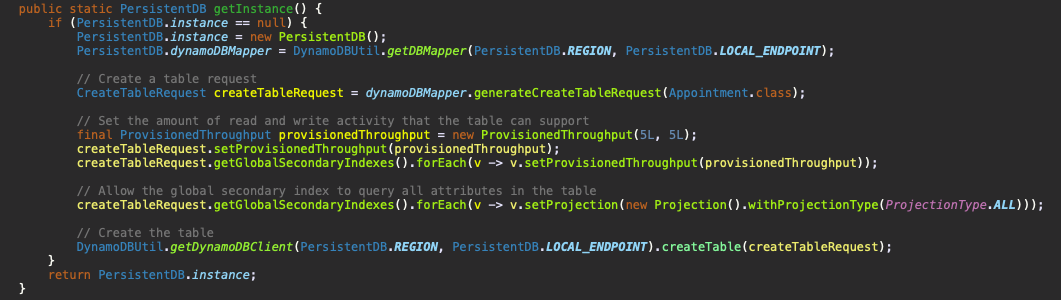 public static PersistentDB getInstance() {
if (PersistentDB.instance == null) {
PersistentDB.instance = new PersistentDB();
PersistentDB.dynamoDBMapper = DynamoDBUtil.getDBMapper(PersistentDB.REGION, PersistentDB.LOCAL_ENDPOINT);
// Create a table request
CreateTableRequest createTableRequest = dynamoDBMapper.generateCreateTableRequest(Appointment.class);
// Set the amount of read and write activity that the table can support
final ProvisionedThroughput provisionedThroughput = new ProvisionedThroughput(5L, 5L);
createTableRequest.setProvisionedThroughput(provisionedThroughput);
createTableRequest.getGlobalSecondaryIndexes().forEach(v -> v.setProvisionedThroughput(provisionedThroughput));
// Allow the global secondary index to query all attributes in the table
createTableRequest.getGlobalSecondaryIndexes().forEach(v -> v.setProjection(new Projection().withProjectionType(ProjectionType.ALL)));
// Create the table
DynamoDBUtil.getDynamoDBClient(PersistentDB.REGION, PersistentDB.LOCAL_ENDPOINT).createTable(createTableRequest);
}
return PersistentDB.instance;
}